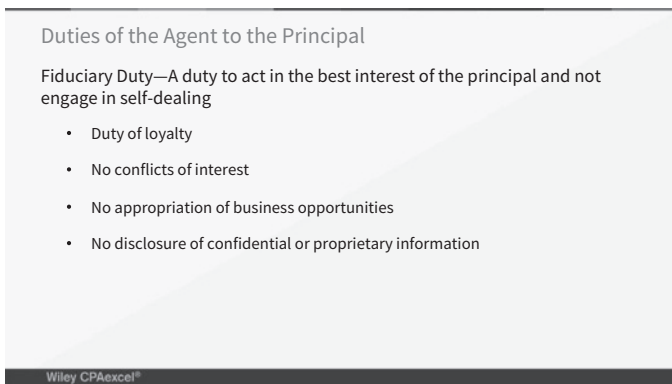 Duties of the Agent to the Principal
Fiduciary Duty—A duty to act in the best interest of the principal and not
engage in self-dealing
• Duty of loyalty
• No conflicts of interest
• No appropriation of business opportunities
• No disclosure of confidential or proprietary information
Wiley CPAexcel®